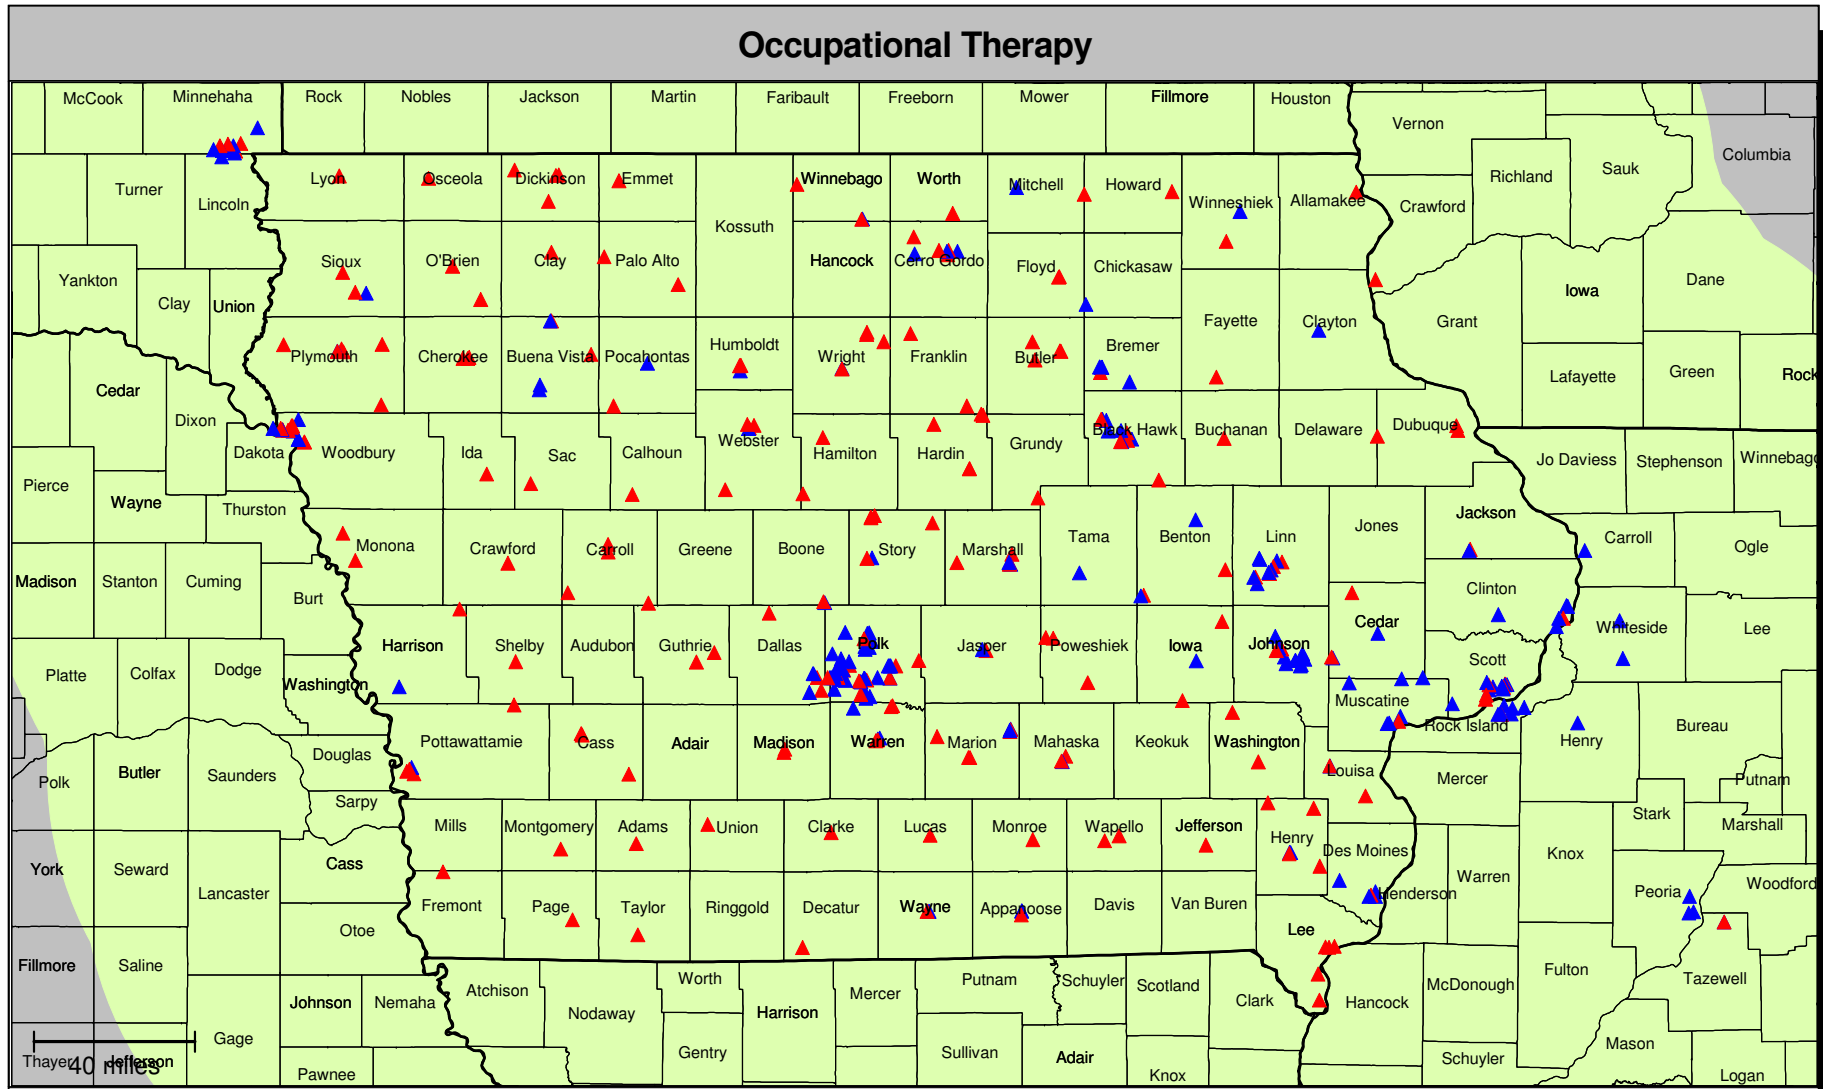 Occupational Therapy
McCook Minnehaha Rock Nobles Jackson Martin Faribault Freeborn Mower Fillmore Houston
Vernon
Columbia
Richland Sauk
Turner Lyon Osceola Dickinson Emmet Winnebago Worth Mitchell Howard
Lincoln Winneshiek Allamakee Crawford
Kossuth
Sioux O'Brien Clay Palo Alto Hancock Cerro Gordo Floyd Chickasaw
Yankton Dane
Clay Union Iowa
Fayette Clayton Grant
Plymouth Cherokee Buena Vista Pocahontas Humboldt Wright Franklin Butler Bremer
Cedar Lafayette Green Rock
Dixon
Webster Black Hawk Buchanan Delaware Dubuque
Dakota Woodbury Ida Sac Calhoun Hamilton Hardin Grundy
Jo Daviess Stephenson Winnebago
Pierce
Wayne Thurston Jackson
Monona Crawford Carroll Greene Boone Story Marshall Tama Benton Linn Jones
Carroll Ogle
Madison Stanton Cuming Clinton
Burt
Harrison Shelby Audubon Guthrie Dallas Polk Jasper Poweshiek Iowa Johnson Cedar
Whiteside Lee
Platte Colfax Dodge Scott
Washington Muscatine
Rock Island Bureau
Pottawattamie Cass Adair Madison Warren Marion Mahaska Keokuk Washington
Henry
Douglas
Polk Butler Saunders Louisa Mercer Putnam
Sarpy
Mills Montgomery Adams Union Clarke Lucas Monroe Wapello Jefferson Henry
Stark Marshall
Des Moines
York Seward Cass Knox
Lancaster Warren Peoria Woodford
Henderson
Fremont Page Taylor Ringgold Decatur Wayne Appanoose Davis Van Buren
Otoe Lee
Fillmore Saline Fulton
Atchison Worth Putnam Schuyler Scotland McDonough Tazewell
Johnson Nemaha Nodaway Harrison Mercer Clark Hancock
Gage Mason
Gentry Sullivan Adair Schuyler
Thayer Jefferson
40 miles
Pawnee Knox Logan